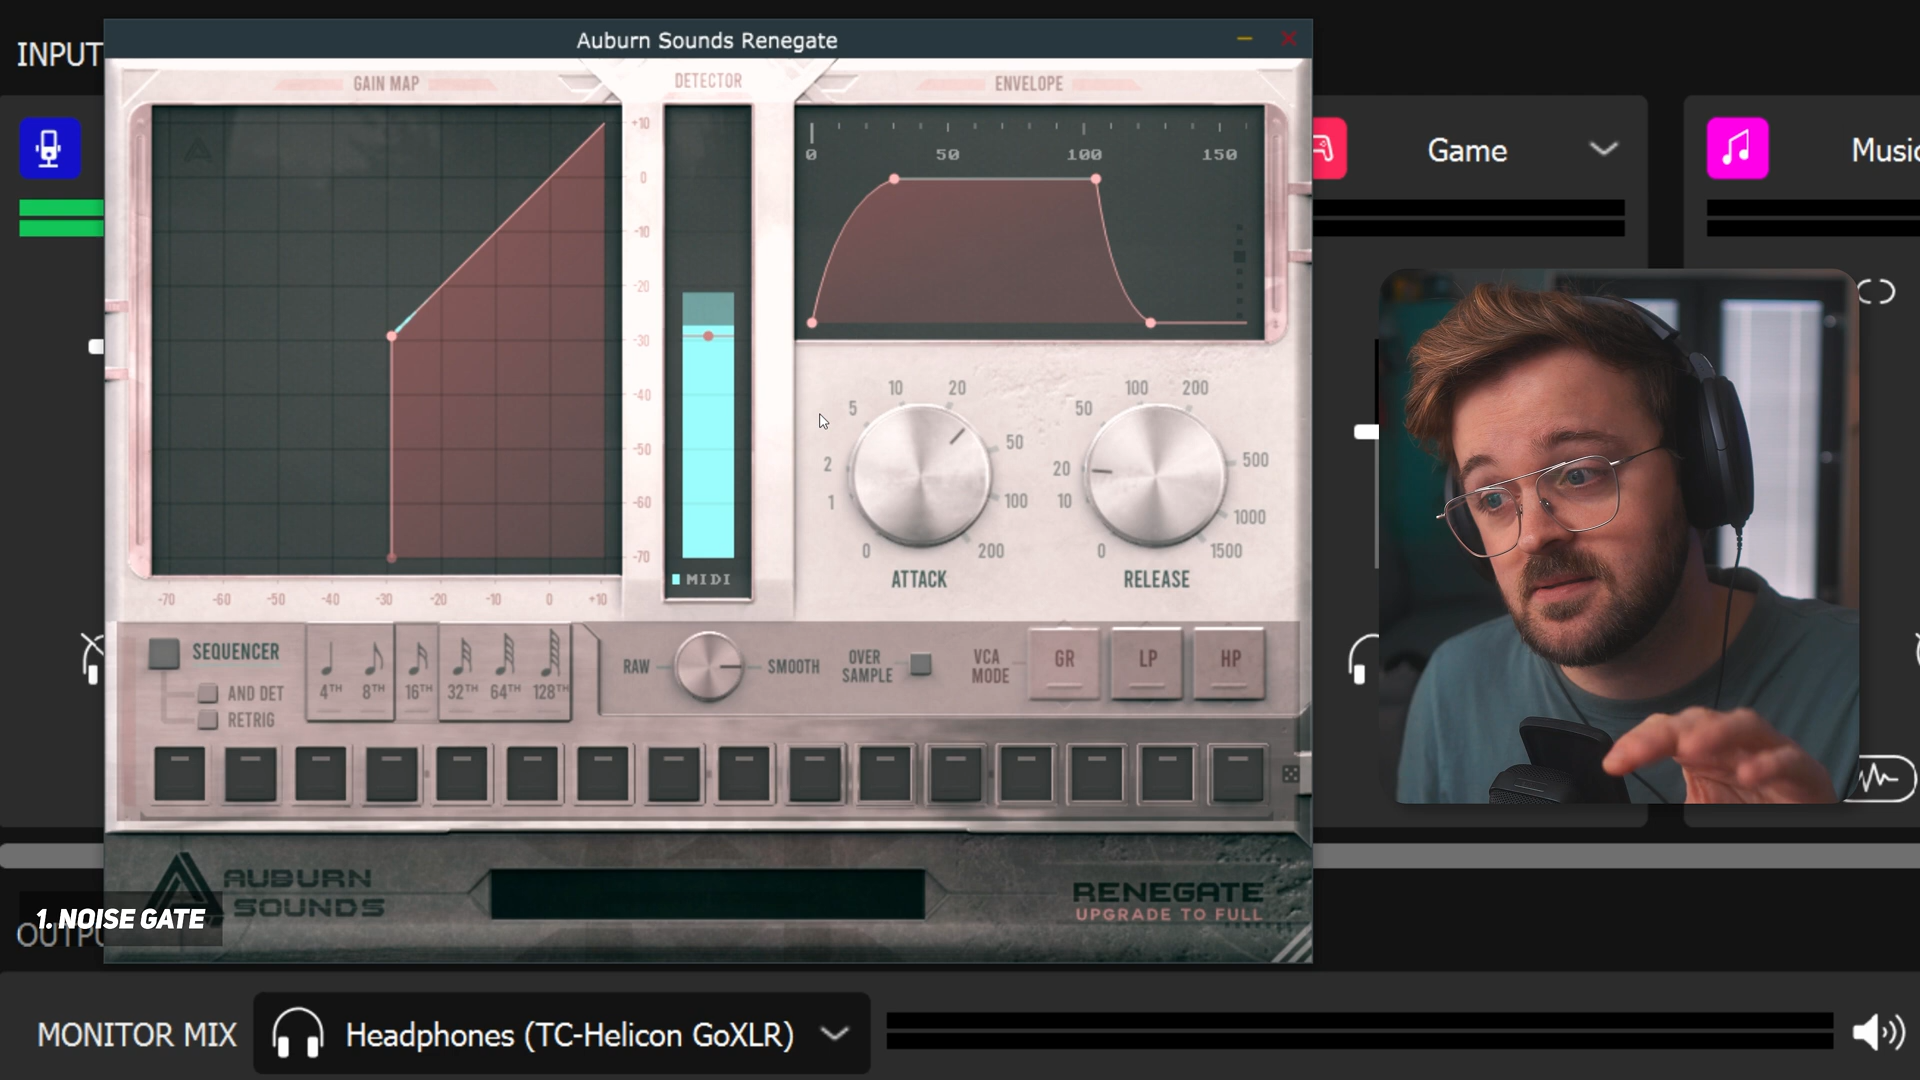 Auburn Sounds Renegate
INPUT
GAIN MAP
DETECTOR
ENVELOPE
+10
0
-10
-20
-30
-40
-50
-60
-70
-70 -60 -50 -40 -30 -20 -10 0 +10
MIDI
0 50 100 150
Game
Music
0 1 2 5 10 20 50 100 200
ATTACK
0 10 20 50 100 200 500 1000 1500
RELEASE
SEQUENCER
AND DET
RETRIG
4TH 8TH 16TH 32TH 64TH 128TH
RAW
SMOOTH
OVER
SAMPLE
VCA
MODE
GR
LP
HP
AUBURN
SOUNDS
RENEGATE
UPGRADE TO FULL
1. NOISE GATE
OUTPU
MONITOR MIX
Headphones (TC-Helicon GoXLR)